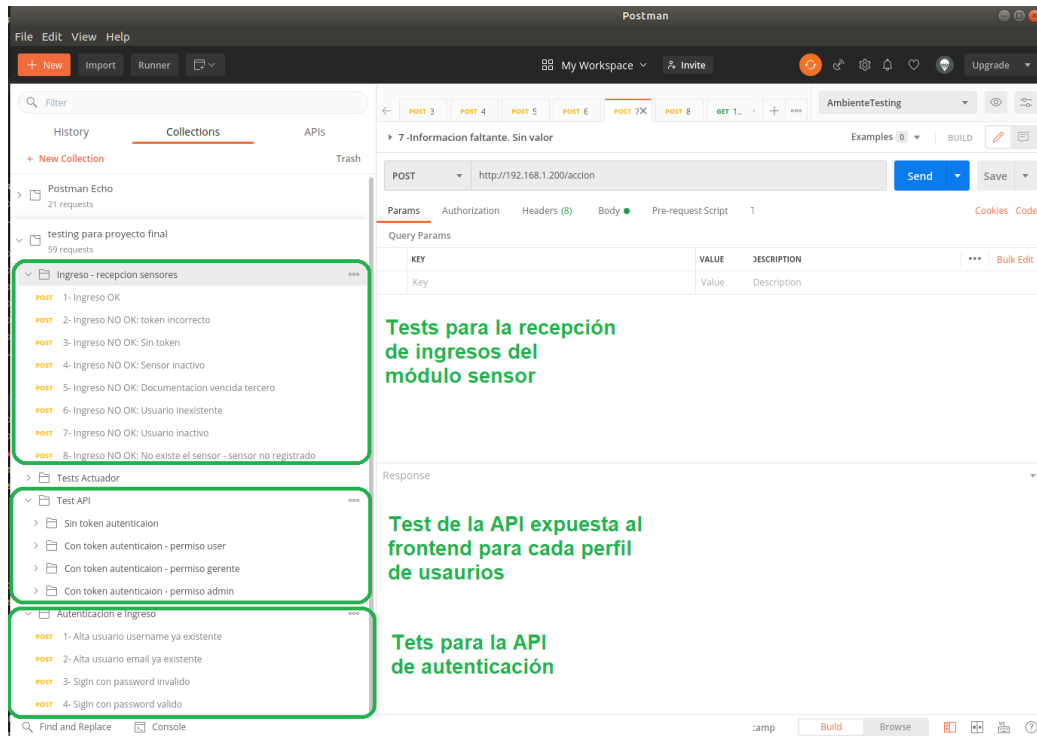 Postman
File Edit View Help
+ New Import Runner
My Workspace
Invite
Upgrade
Filter
History Collections APIs
+ New Collection Trash
Postman Echo
21 requests
testing para proyecto final
59 requests
Ingreso - recepcion sensores
POST 1- Ingreso OK
POST 2- Ingreso NO OK: token incorrecto
POST 3- Ingreso NO OK: Sin token
POST 4- Ingreso NO OK: Sensor inactivo
POST 5- Ingreso NO OK: Documentacion vencida tercero
POST 6- Ingreso NO OK: Usuario inexistente
POST 7- Ingreso NO OK: Usuario inactivo
POST 8- Ingreso NO OK: No existe el sensor - sensor no registrado
Tests Actuador
Test API
Sin token autenticaion
Con token autenticaion - permiso user
Con token autenticaion - permiso gerente
Con token autenticaion - permiso admin
Autenticacion e Ingreso
POST 1- Alta usuario username ya existente
POST 2- Alta usuario email ya existente
POST 3- SigIn con password invalido
POST 4- SigIn con password valido
Find and Replace Console
POST 3 POST 4 POST 5 POST 6 POST 7X POST 8 GET 1..
AmbienteTesting
7 -Informacion faltante. Sin valor
Examples 0 BUILD
POST http://192.168.1.200/accion Send Save
Params Authorization Headers (8) Body Pre-request Script Cookies Code
Query Params
KEY VALUE DESCRIPTION Bulk Edit
Key Value Description
Tests para la recepción
de ingresos del
módulo sensor
Response
Test de la API expuesta al
frontend para cada perfil
de usaurios
Tets para la API
de autenticación
Build Browse